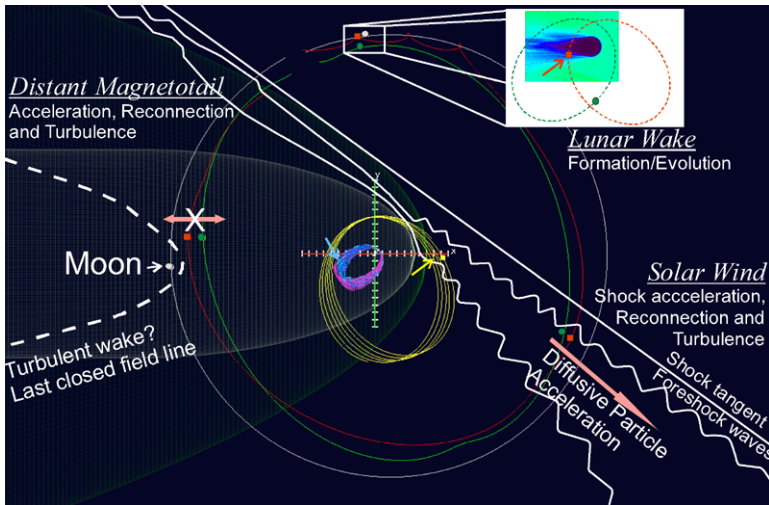 Distant Magnetotail
Acceleration, Reconnection
and Turbulence
Lunar Wake
Formation/Evolution
Y
X
X
Moon
Solar Wind
Shock accceleration,
Reconnection and
Turbulence
Turbulent wake?
Last closed field line
Diffusive Particle
Acceleration
Shock tangent
Foreshock waves